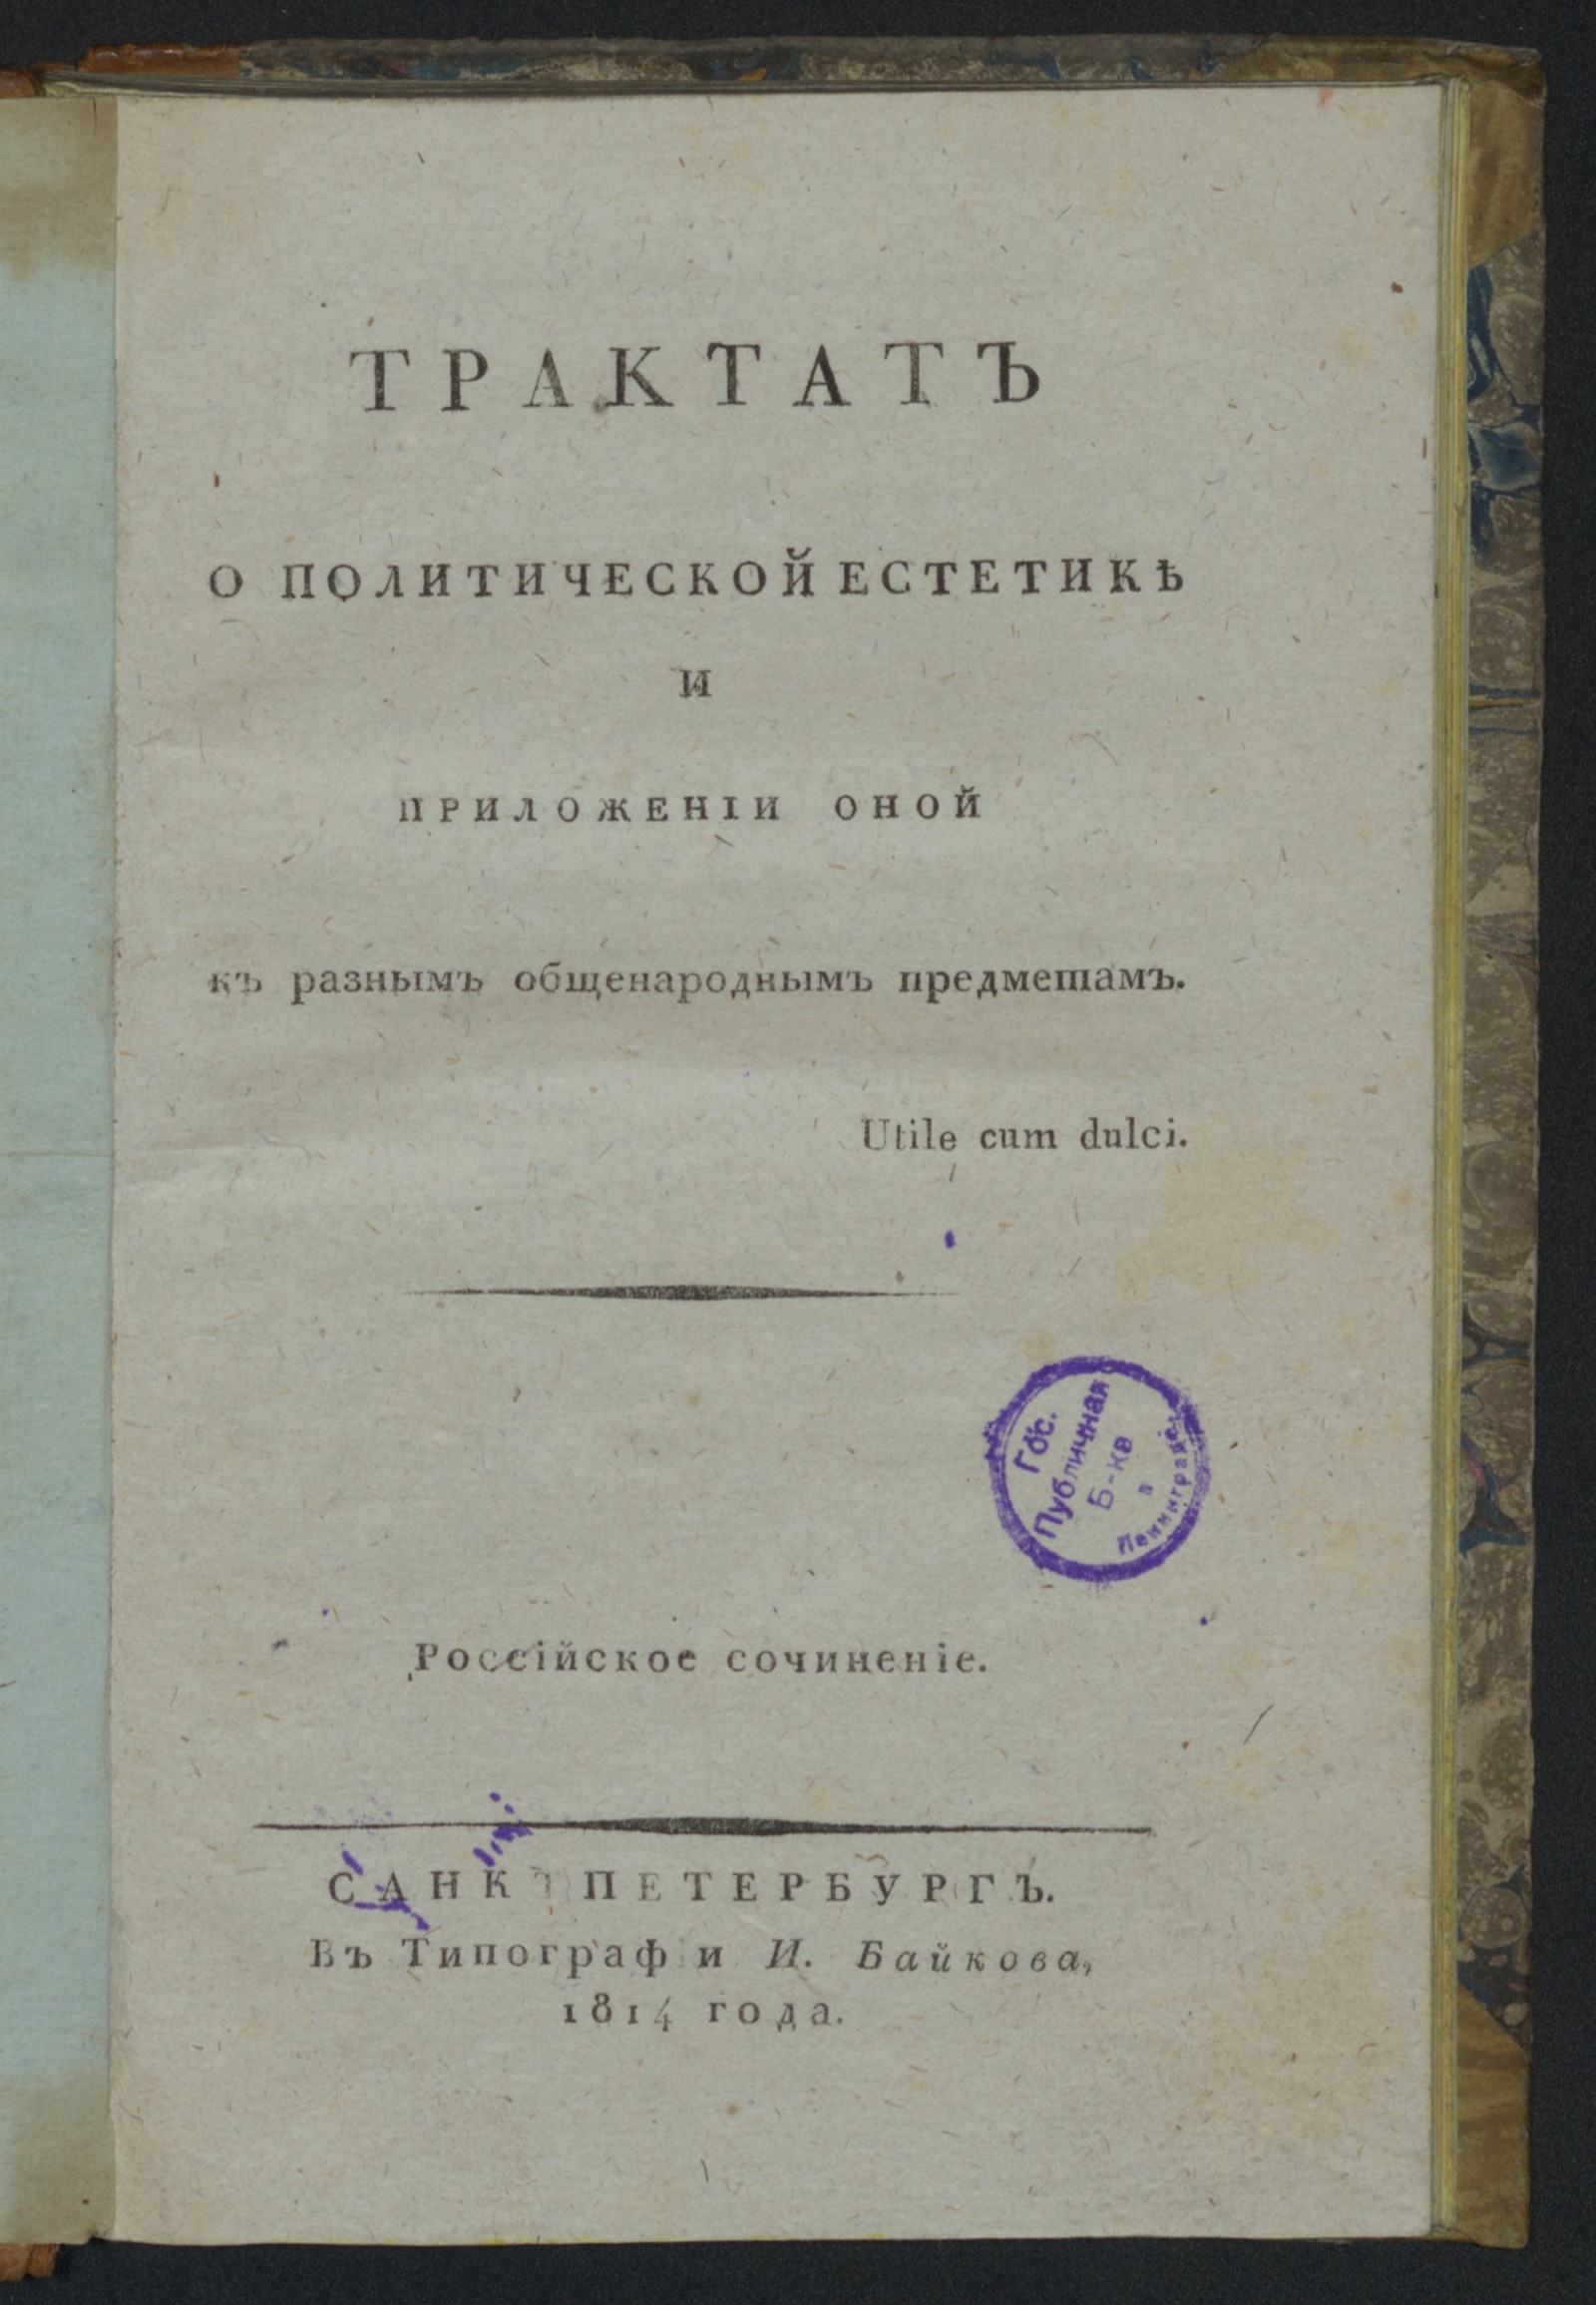 ТРАКТАТЪ
О ПОЛИТИЧЕСКОЙ ЕСТЕТИКѢ
И
ПРИЛОЖЕНІИ ОНОЙ
къ разнымъ общенароднымъ предметамъ.
Utile cum dulci.
Гос.
Публичная
Б-ка
в
Ленинграде
Россійское сочиненіе.
САНКТПЕТЕРБУРГЪ.
Въ Типограф и И. Байкова,
1814 года.